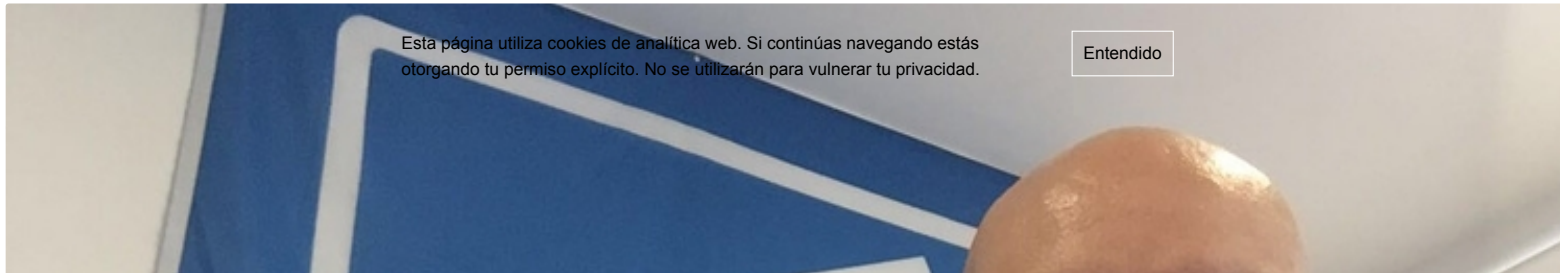 Esta página utiliza cookies de analítica web. Si continúas navegando estás
otorgando tu permiso explícito. No se utilizarán para vulnerar tu privacidad.
Entendido